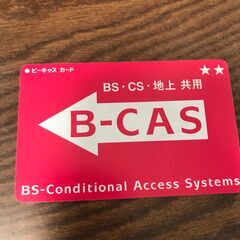 ●ビーキャス カード
★★
BS・CS・地上 共用
B-CAS
BS-Conditional Access Systems